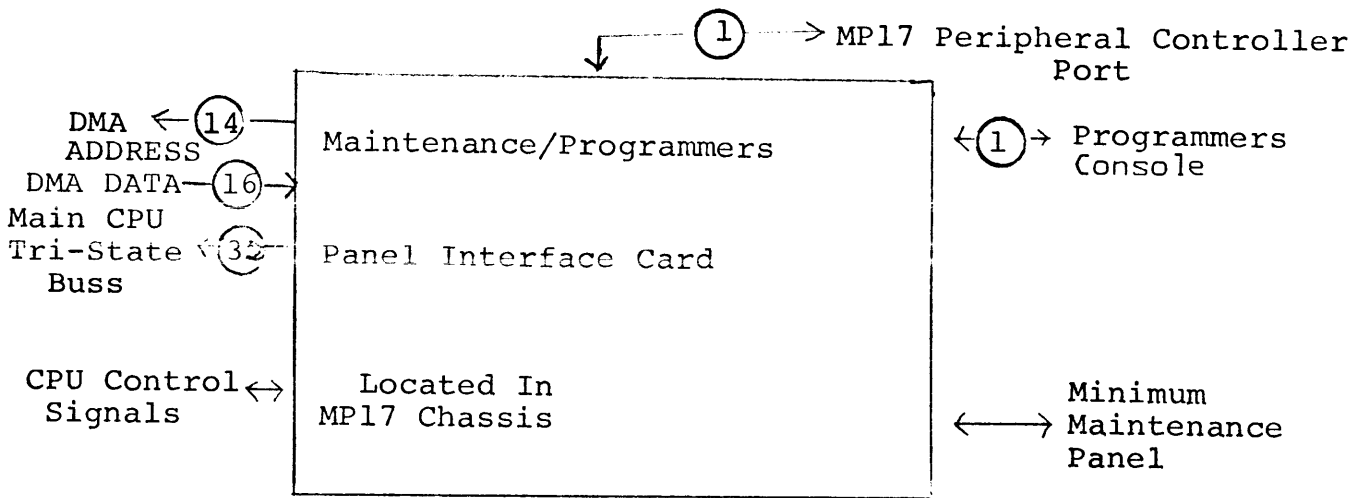 1
MP17 Peripheral Controller
Port
DMA
ADDRESS
14
Maintenance/Programmers
1
Programmers
Console
DMA DATA
16
Main CPU
Tri-State
Buss
Panel Interface Card
CPU Control
Signals
Located In
MP17 Chassis
Minimum
Maintenance
Panel